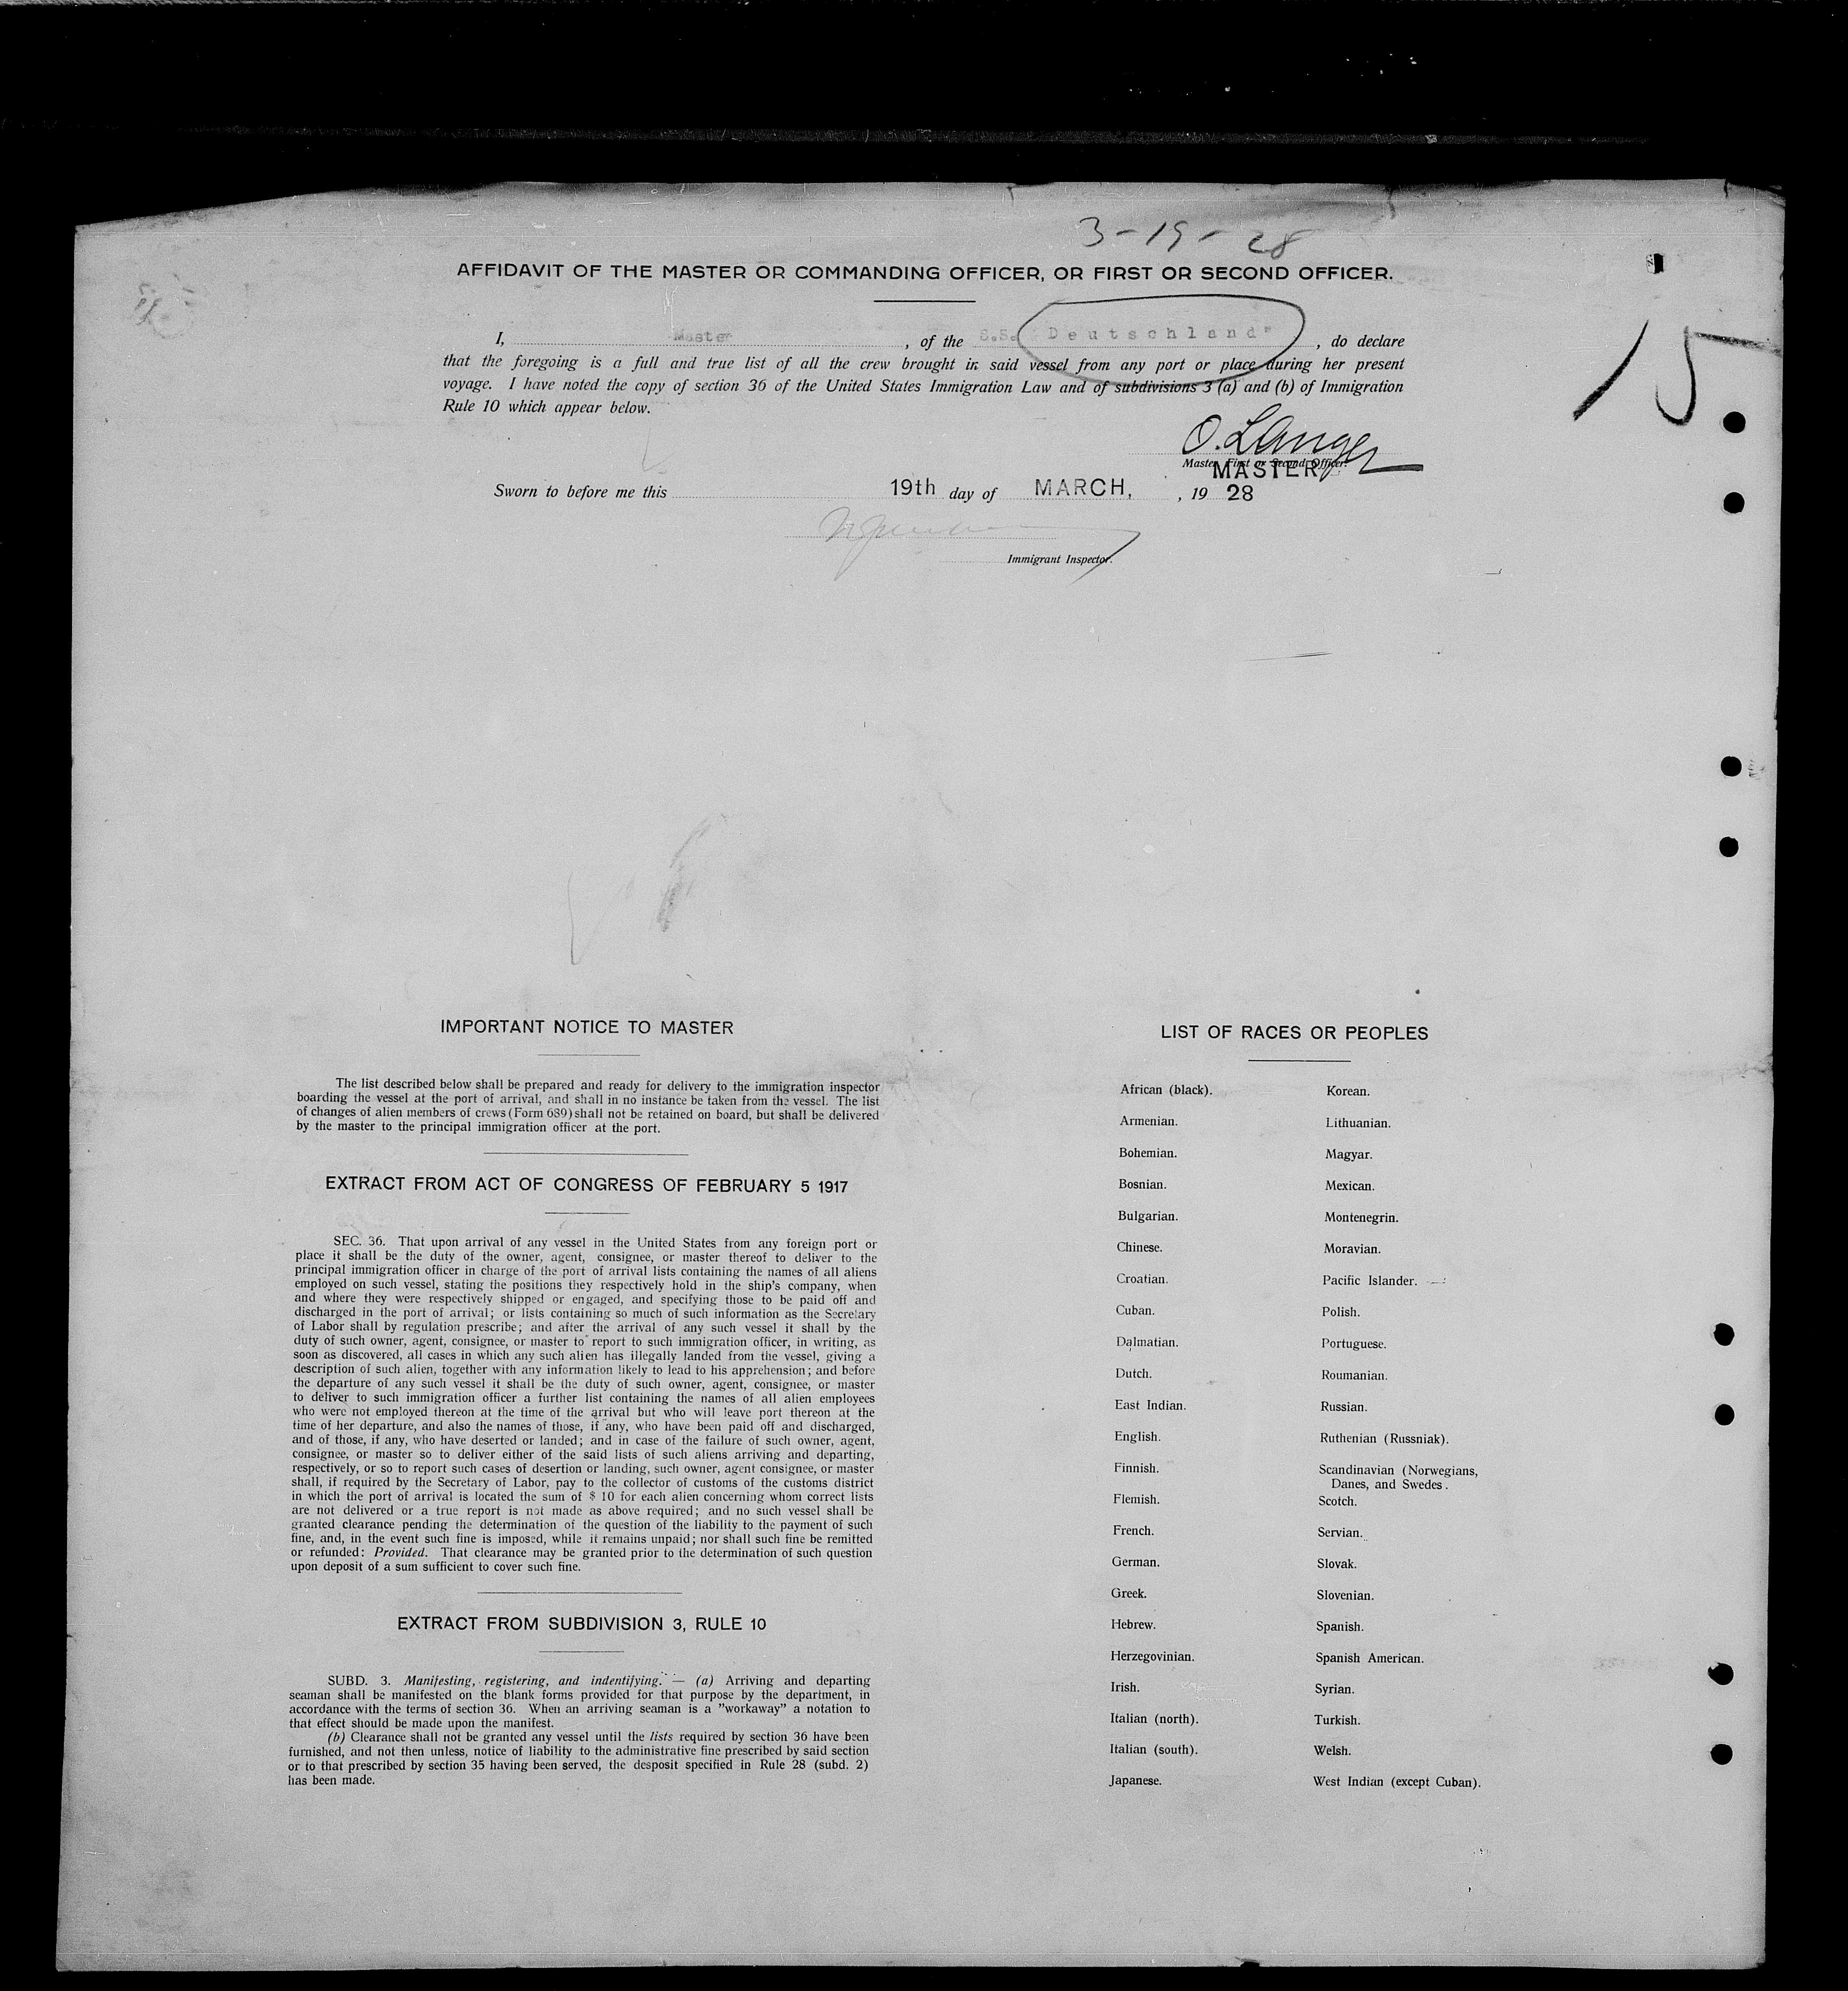 3-19-28
AFFIDAVIT OF THE MASTER OR COMMANDING OFFICER, OR FIRST OR SECOND OFFICER.
15
I, Master, of the S.S. Deutschland", do declare
that the foregoing is a full and true list of all the crew brought in said vessel from any port or place during her present
voyage. I have noted the copy of section 36 of the United States Immigration Law and of subdivisions 3 (a) and (b) of Immigration
Rule 10 which appear below.
O. Langer
Master, First or Second Officer.
MASTER
Sworn to before me this 19th day of MARCH, , 19 28
Immigrant Inspector.
IMPORTANT NOTICE TO MASTER
The list described below shall be prepared and ready for delivery to the immigration inspector
boarding the vessel at the port of arrival, and shall in no instance be taken from the vessel. The list
of changes of alien members of crews (Form 689) shall not be retained on board, but shall be delivered
by the master to the principal immigration officer at the port.
EXTRACT FROM ACT OF CONGRESS OF FEBRUARY 5 1917
SEC. 36. That upon arrival of any vessel in the United States from any foreign port or
place it shall be the duty of the owner, agent, consignee, or master thereof to deliver to the
principal immigration officer in charge of the port of arrival lists containing the names of all aliens
employed on such vessel, stating the positions they respectively hold in the ship's company, when
and where they were respectively shipped or engaged, and specifying those to be paid off and
discharged in the port of arrival; or lists containing so much of such information as the Secretary
of Labor shall by regulation prescribe; and after the arrival of any such vessel it shall by the
duty of such owner, agent, consignee, or master to report to such immigration officer, in writing, as
soon as discovered, all cases in which any such alien has illegally landed from the vessel, giving a
description of such alien, together with any information likely to lead to his apprehension; and before
the departure of any such vessel it shall be the duty of such owner, agent, consignee, or master
to deliver to such immigration officer a further list containing the names of all alien employees
who were not employed thereon at the time of the arrival but who will leave port thereon at the
time of her departure, and also the names of those, if any, who have been paid off and discharged,
and of those, if any, who have deserted or landed; and in case of the failure of such owner, agent,
consignee, or master so to deliver either of the said lists of such aliens arriving and departing,
respectively, or so to report such cases of desertion or landing, such owner, agent consignee, or master
shall, if required by the Secretary of Labor, pay to the collector of customs of the customs district
in which the port of arrival is located the sum of $ 10 for each alien concerning whom correct lists
are not delivered or a true report is not made as above required; and no such vessel shall be
granted clearance pending the determination of the question of the liability to the payment of such
fine, and, in the event such fine is imposed, while it remains unpaid; nor shall such fine be remitted
or refunded: Provided. That clearance may be granted prior to the determination of such question
upon deposit of a sum sufficient to cover such fine.
EXTRACT FROM SUBDIVISION 3, RULE 10
SUBD. 3. Manifesting, registering, and indentifying. — (a) Arriving and departing
seaman shall be manifested on the blank forms provided for that purpose by the department, in
accordance with the terms of section 36. When an arriving seaman is a "workaway" a notation to
that effect should be made upon the manifest.
(b) Clearance shall not be granted any vessel until the lists required by section 36 have been
furnished, and not then unless, notice of liability to the administrative fine prescribed by said section
or to that prescribed by section 35 having been served, the desposit specified in Rule 28 (subd. 2)
has been made.
LIST OF RACES OR PEOPLES
African (black).
Armenian.
Bohemian.
Bosnian.
Bulgarian.
Chinese.
Croatian.
Cuban.
Dalmatian.
Dutch.
East Indian.
English.
Finnish.
Flemish.
French.
German.
Greek.
Hebrew.
Herzegovinian.
Irish.
Italian (north).
Italian (south).
Japanese.
Korean.
Lithuanian.
Magyar.
Mexican.
Montenegrin.
Moravian.
Pacific Islander.
Polish.
Portuguese.
Roumanian.
Russian.
Ruthenian (Russniak).
Scandinavian (Norwegians,
Danes, and Swedes.
Scotch.
Servian.
Slovak.
Slovenian.
Spanish.
Spanish American.
Syrian.
Turkish.
Welsh.
West Indian (except Cuban).